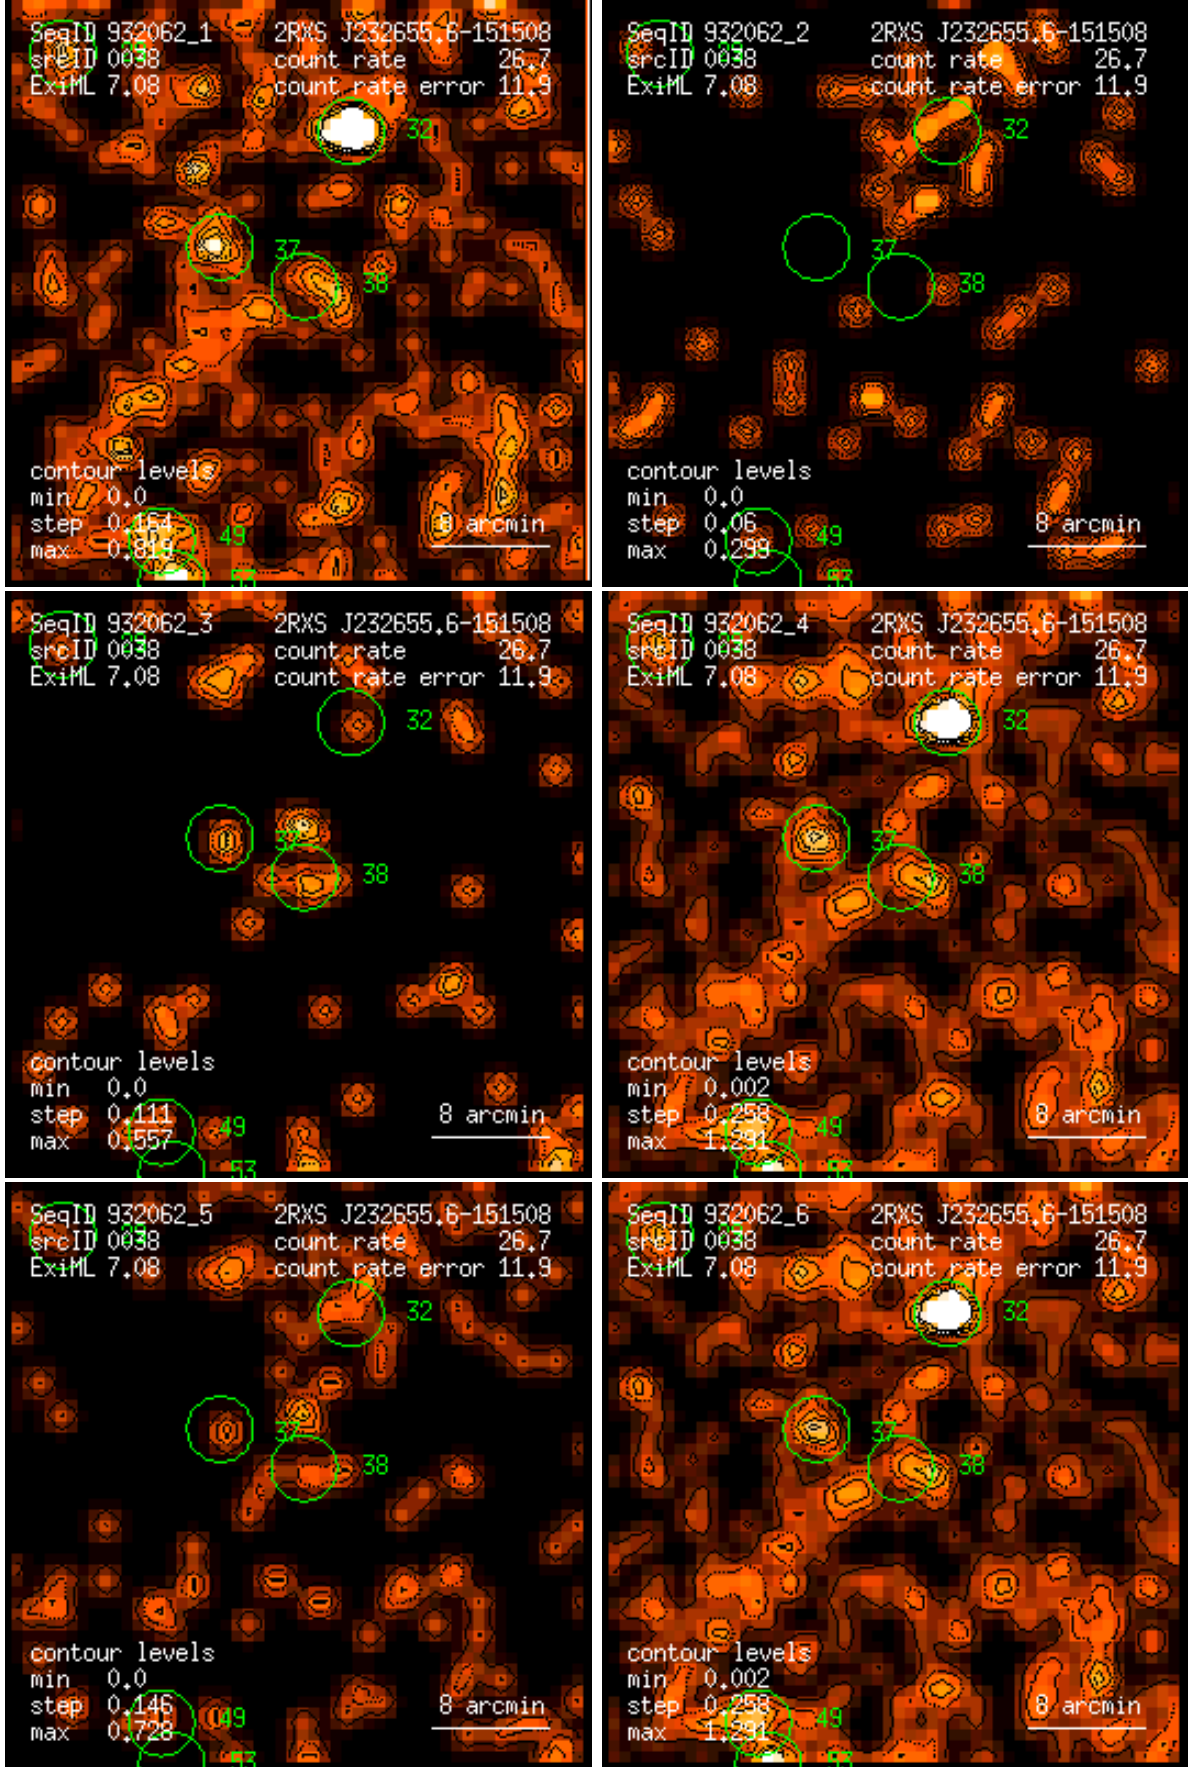 SeqID 932062_1 2RXS J232655.6-151508
srcID 0038 count rate 26.7
ExiML 7.08 count rate error 11.9
32
37
38
contour levels
min 0.0
step 0.164
max 0.819
49
8 arcmin
53
SeqID 932062_2 2RXS J232655.6-151508
srcID 0038 count rate 26.7
ExiML 7.08 count rate error 11.9
32
37
38
contour levels
min 0.0
step 0.06
max 0.299
49
8 arcmin
53
SeqID 932062_3 2RXS J232655.6-151508
srcID 0038 count rate 26.7
ExiML 7.08 count rate error 11.9
32
37
38
contour levels
min 0.0
step 0.111
max 0.557
49
8 arcmin
53
SeqID 932062_4 2RXS J232655.6-151508
srcID 0038 count rate 26.7
ExiML 7.08 count rate error 11.9
32
37
38
contour levels
min 0.002
step 0.258
max 1.291
49
8 arcmin
53
SeqID 932062_5 2RXS J232655.6-151508
srcID 0038 count rate 26.7
ExiML 7.08 count rate error 11.9
32
37
38
contour levels
min 0.0
step 0.146
max 0.728
49
8 arcmin
53
SeqID 932062_6 2RXS J232655.6-151508
srcID 0038 count rate 26.7
ExiML 7.08 count rate error 11.9
32
37
38
contour levels
min 0.002
step 0.258
max 1.291
49
8 arcmin
53